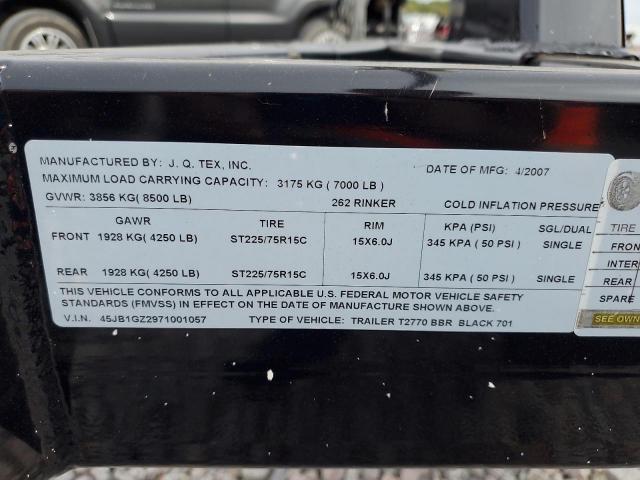 MANUFACTURED BY: J. Q. TEX, INC. DATE OF MFG: 4/2007
MAXIMUM LOAD CARRYING CAPACITY: 3175 KG ( 7000 LB )
GVWR: 3856 KG( 8500 LB) 262 RINKER COLD INFLATION PRESSURE
GAWR TIRE RIM KPA (PSI) SGL/DUAL
FRONT 1928 KG( 4250 LB) ST225/75R15C 15X6.0J 345 KPA ( 50 PSI ) SINGLE
REAR 1928 KG( 4250 LB) ST225/75R15C 15X6.0J 345 KPA ( 50 PSI ) SINGLE
THIS VEHICLE CONFORMS TO ALL APPLICABLE U.S. FEDERAL MOTOR VEHICLE SAFETY
STANDARDS (FMVSS) IN EFFECT ON THE DATE OF MANUFACTURE SHOWN ABOVE.
V.I.N. 45JB1GZ2971001057 TYPE OF VEHICLE: TRAILER T2770 BBR BLACK 701
TIRE
FRON
INTER
REAR
SPARE
SEE OWN